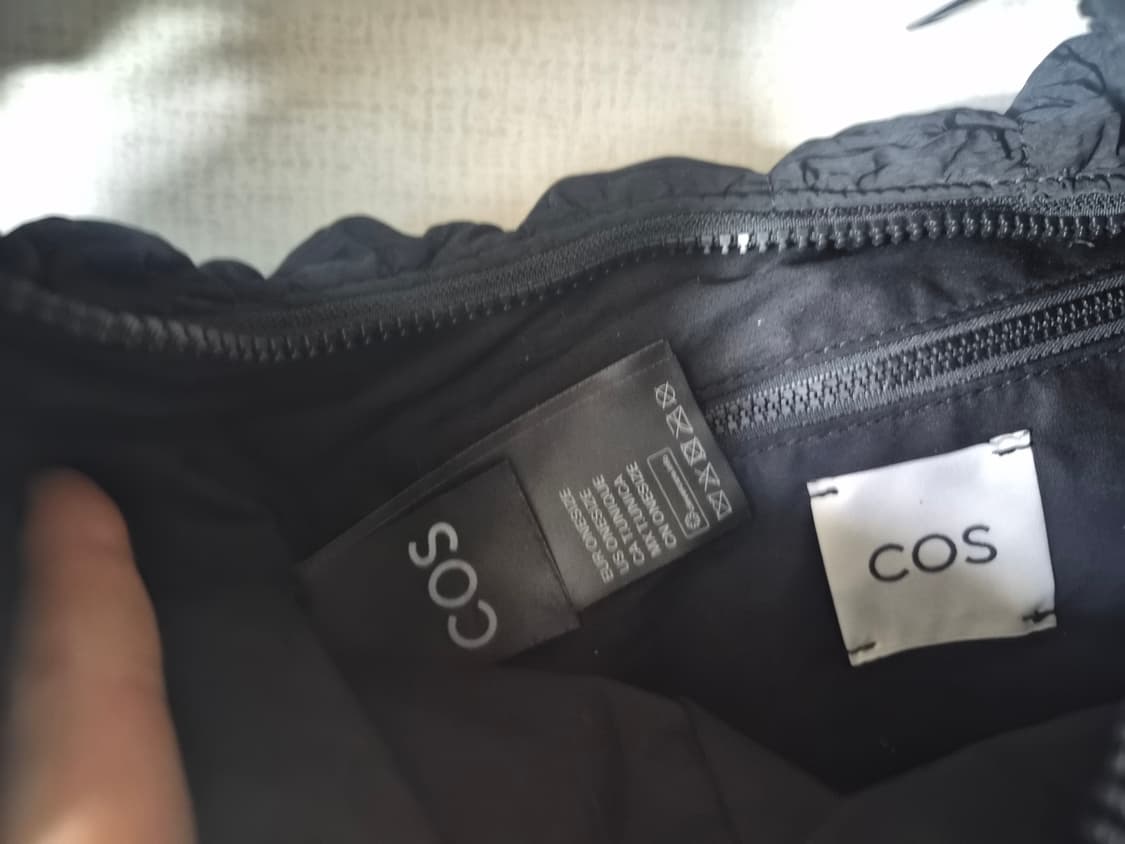 COS
EUR ONESIZE
US ONESIZE
CA T.UNIQUE
MX T.UNICA
CN ONESIZE
COS